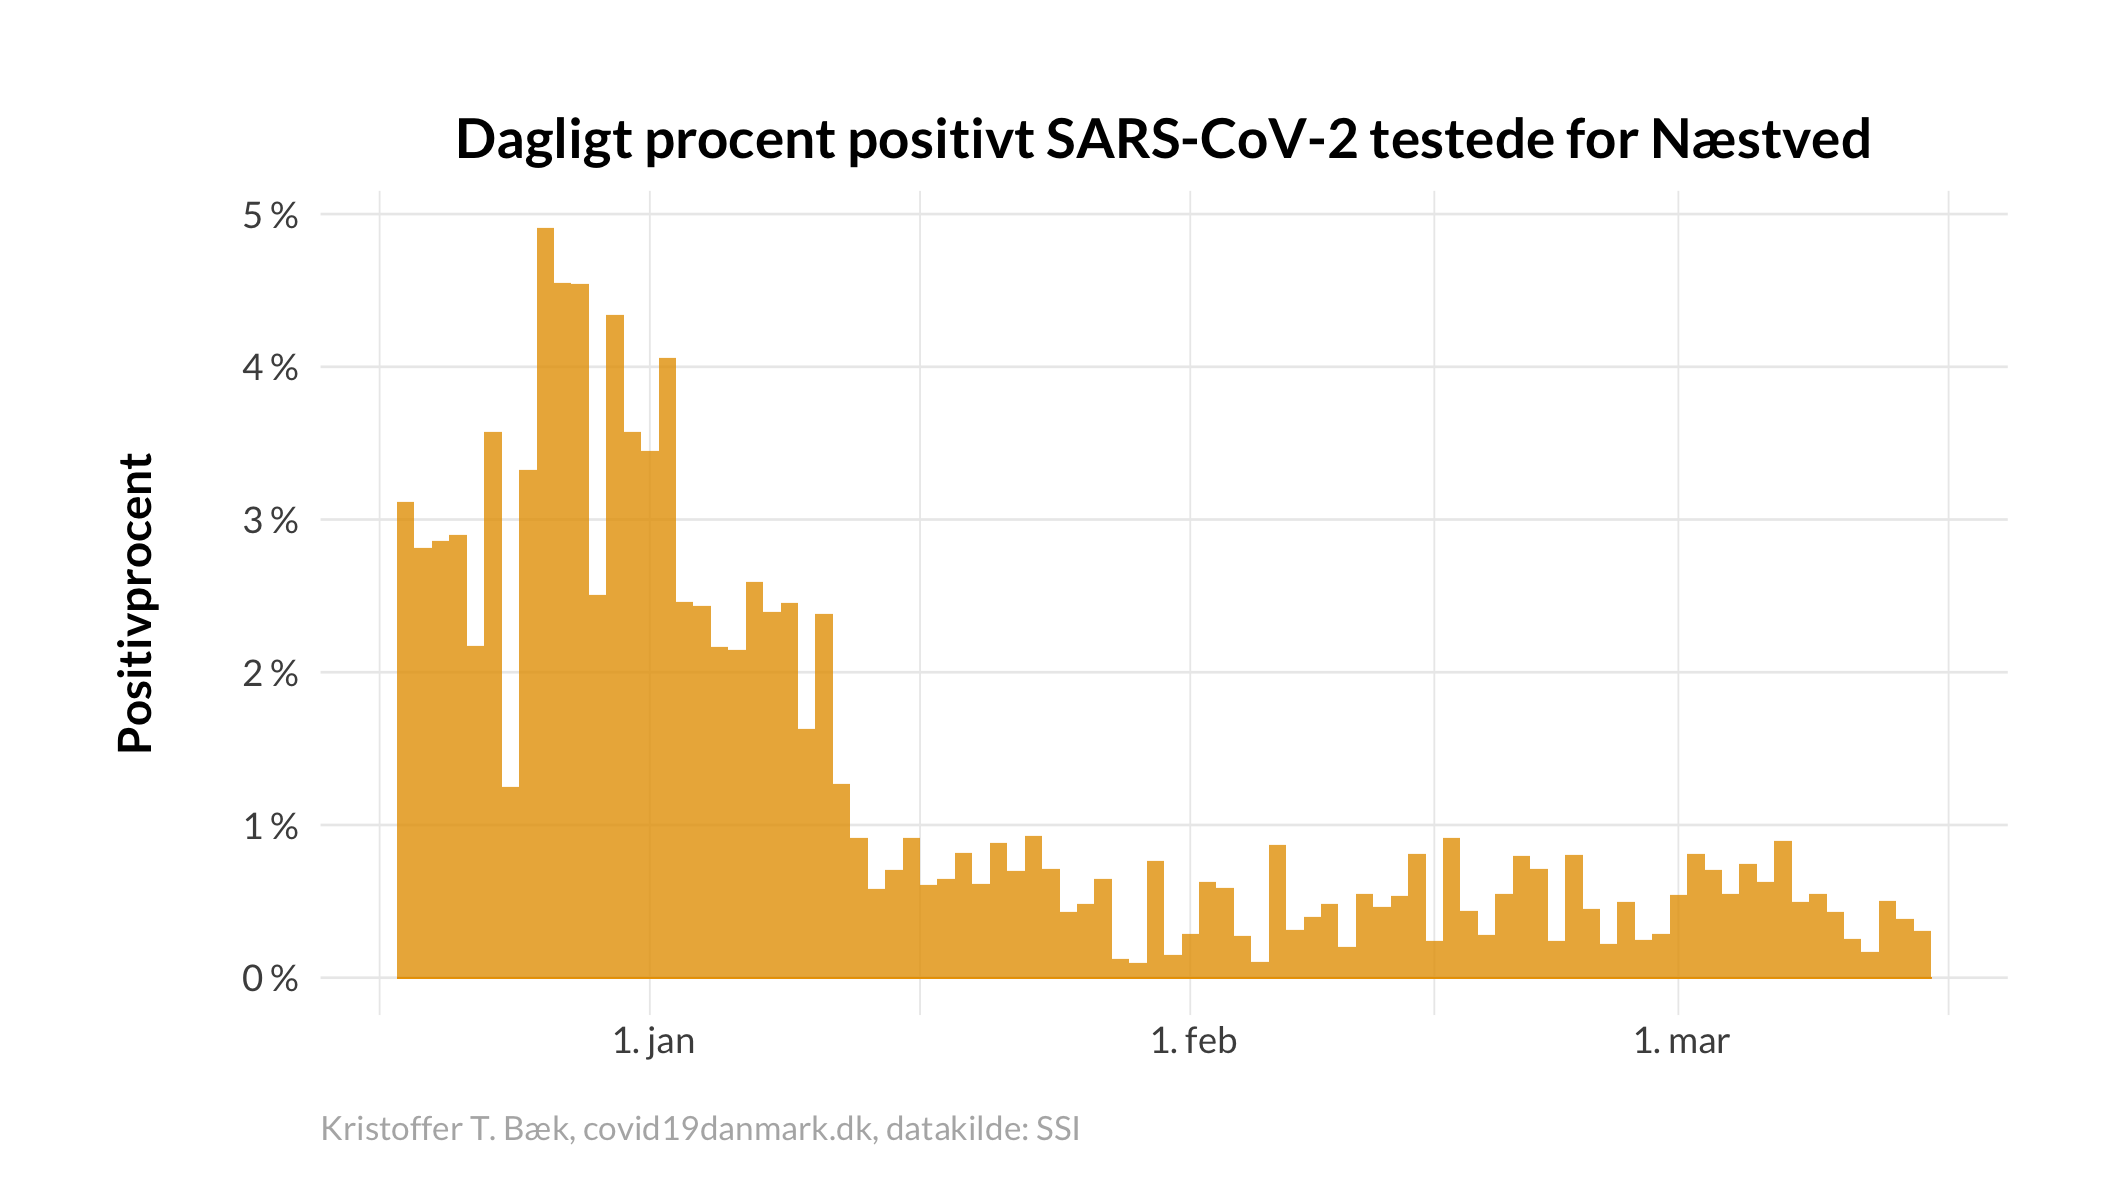 Dagligt procent positivt SARS-CoV-2 testede for Næstved
Positivprocent
5 %
4 %
3 %
2 %
1 %
0 %
1. jan
1. feb
1. mar
Kristoffer T. Bæk, covid19danmark.dk, datakilde: SSI